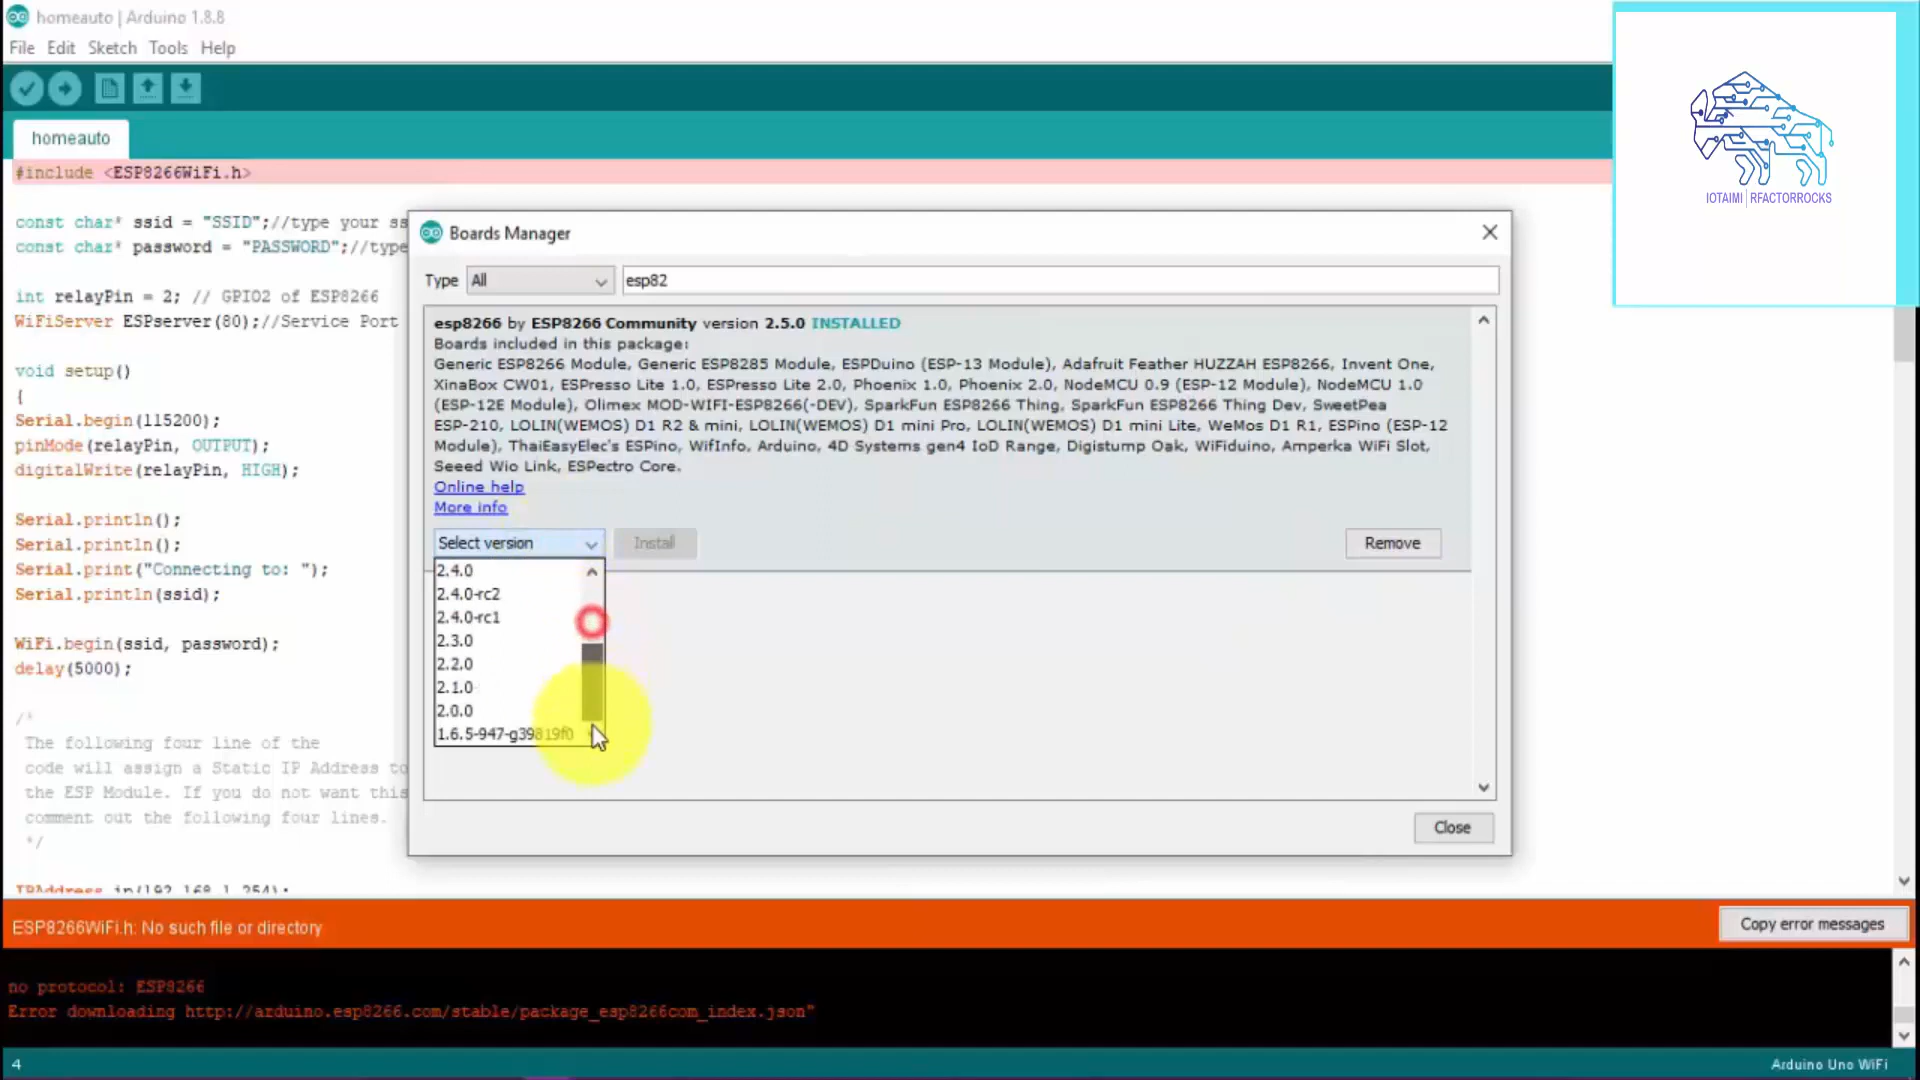 homeauto | Arduino 1.8.8
File Edit Sketch Tools Help
homeauto
#include <ESP8266WiFi.h>
const char* ssid = "SSID";//type your ss
const char* password = "PASSWORD";//type
int relayPin = 2; // GPIO2 of ESP8266
WiFiServer ESPserver(80);//Service Port
void setup()
{
Serial.begin(115200);
pinMode(relayPin, OUTPUT);
digitalWrite(relayPin, HIGH);
Serial.println();
Serial.println();
Serial.print("Connecting to: ");
Serial.println(ssid);
WiFi.begin(ssid, password);
delay(5000);
/*
The following four line of the
code will assign a Static IP Address to
the ESP Module. If you do not want this
comment out the following four lines.
*/
IPAddress ip(192,168,1,254);
Boards Manager
Type All esp82
esp8266 by ESP8266 Community version 2.5.0 INSTALLED
Boards included in this package:
Generic ESP8266 Module, Generic ESP8285 Module, ESPDuino (ESP-13 Module), Adafruit Feather HUZZAH ESP8266, Invent One,
XinaBox CW01, ESPresso Lite 1.0, ESPresso Lite 2.0, Phoenix 1.0, Phoenix 2.0, NodeMCU 0.9 (ESP-12 Module), NodeMCU 1.0
(ESP-12E Module), Olimex MOD-WIFI-ESP8266(-DEV), SparkFun ESP8266 Thing, SparkFun ESP8266 Thing Dev, SweetPea
ESP-210, LOLIN(WEMOS) D1 R2 & mini, LOLIN(WEMOS) D1 mini Pro, LOLIN(WEMOS) D1 mini Lite, WeMos D1 R1, ESPino (ESP-12
Module), ThaiEasyElec's ESPino, WifInfo, Arduino, 4D Systems gen4 IoD Range, Digistump Oak, WiFiduino, Amperka WiFi Slot,
Seeed Wio Link, ESPectro Core.
Online help
More info
Select version Install Remove
2.4.0
2.4.0-rc2
2.4.0-rc1
2.3.0
2.2.0
2.1.0
2.0.0
1.6.5-947-g39819f0
Close
IOTAIMI | RFACTORROCKS
ESP8266WiFi.h: No such file or directory
Copy error messages
no protocol: ESP8266
Error downloading http://arduino.esp8266.com/stable/package_esp8266com_index.json"
4
Arduino Uno WiFi